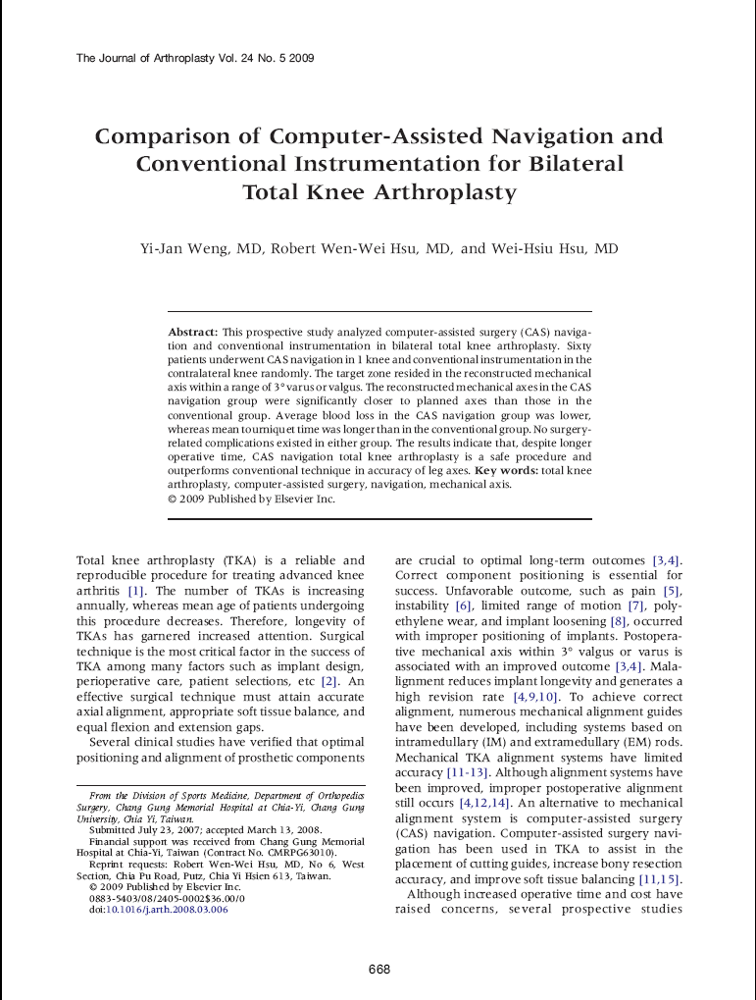 The Journal of Arthroplasty Vol. 24 No. 5 2009
Comparison of Computer-Assisted Navigation and
Conventional Instrumentation for Bilateral
Total Knee Arthroplasty
Yi-Jan Weng, MD, Robert Wen-Wei Hsu, MD, and Wei-Hsiu Hsu, MD
Abstract: This prospective study analyzed computer-assisted surgery (CAS) naviga-
tion and conventional instrumentation in bilateral total knee arthroplasty. Sixty
patients underwent CAS navigation in 1 knee and conventional instrumentation in the
contralateral knee randomly. The target zone resided in the reconstructed mechanical
axis within a range of 3° varus or valgus. The reconstructed mechanical axes in the CAS
navigation group were significantly closer to planned axes than those in the
conventional group. Average blood loss in the CAS navigation group was lower,
whereas mean tourniquet time was longer than in the conventional group. No surgery-
related complications existed in either group. The results indicate that, despite longer
operative time, CAS navigation total knee arthroplasty is a safe procedure and
outperforms conventional technique in accuracy of leg axes. Key words: total knee
arthroplasty, computer-assisted surgery, navigation, mechanical axis.
© 2009 Published by Elsevier Inc.
Total knee arthroplasty (TKA) is a reliable and
reproducible procedure for treating advanced knee
arthritis [1]. The number of TKAs is increasing
annually, whereas mean age of patients undergoing
this procedure decreases. Therefore, longevity of
TKAs has garnered increased attention. Surgical
technique is the most critical factor in the success of
TKA among many factors such as implant design,
perioperative care, patient selections, etc [2]. An
effective surgical technique must attain accurate
axial alignment, appropriate soft tissue balance, and
equal flexion and extension gaps.
Several clinical studies have verified that optimal
positioning and alignment of prosthetic components
From the Division of Sports Medicine, Department of Orthopedics
Surgery, Chang Gung Memorial Hospital at Chia-Yi, Chang Gung
University, Chia Yi, Taiwan.
Submitted July 23, 2007; accepted March 13, 2008.
Financial support was received from Chang Gung Memorial
Hospital at Chia-Yi, Taiwan (Contract No. CMRPG63010).
Reprint requests: Robert Wen-Wei Hsu, MD, No 6, West
Section, Chia Pu Road, Putz, Chia Yi Hsien 613, Taiwan.
© 2009 Published by Elsevier Inc.
0883-5403/08/2405-0002$36.00/0
doi:10.1016/j.arth.2008.03.006
are crucial to optimal long-term outcomes [3,4].
Correct component positioning is essential for
success. Unfavorable outcome, such as pain [5],
instability [6], limited range of motion [7], poly-
ethylene wear, and implant loosening [8], occurred
with improper positioning of implants. Postopera-
tive mechanical axis within 3° valgus or varus is
associated with an improved outcome [3,4]. Mala-
lignment reduces implant longevity and generates a
high revision rate [4,9,10]. To achieve correct
alignment, numerous mechanical alignment guides
have been developed, including systems based on
intramedullary (IM) and extramedullary (EM) rods.
Mechanical TKA alignment systems have limited
accuracy [11-13]. Although alignment systems have
been improved, improper postoperative alignment
still occurs [4,12,14]. An alternative to mechanical
alignment system is computer-assisted surgery
(CAS) navigation. Computer-assisted surgery navi-
gation has been used in TKA to assist in the
placement of cutting guides, increase bony resection
accuracy, and improve soft tissue balancing [11,15].
Although increased operative time and cost have
raised concerns, several prospective studies
668